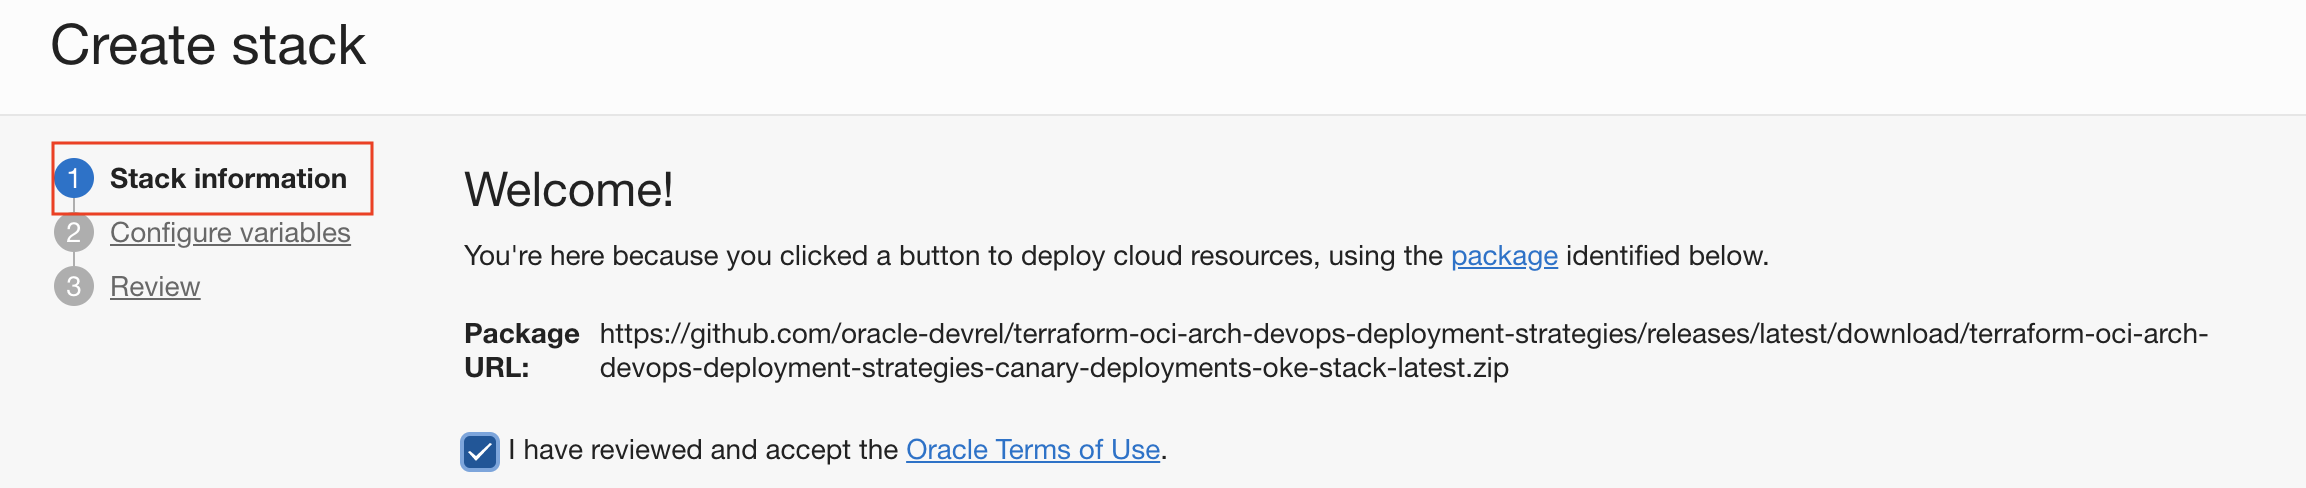 Create stack
1 Stack information
2 Configure variables
3 Review
Welcome!
You're here because you clicked a button to deploy cloud resources, using the package identified below.
Package URL: https://github.com/oracle-devrel/terraform-oci-arch-devops-deployment-strategies/releases/latest/download/terraform-oci-arch-
devops-deployment-strategies-canary-deployments-oke-stack-latest.zip
I have reviewed and accept the Oracle Terms of Use.